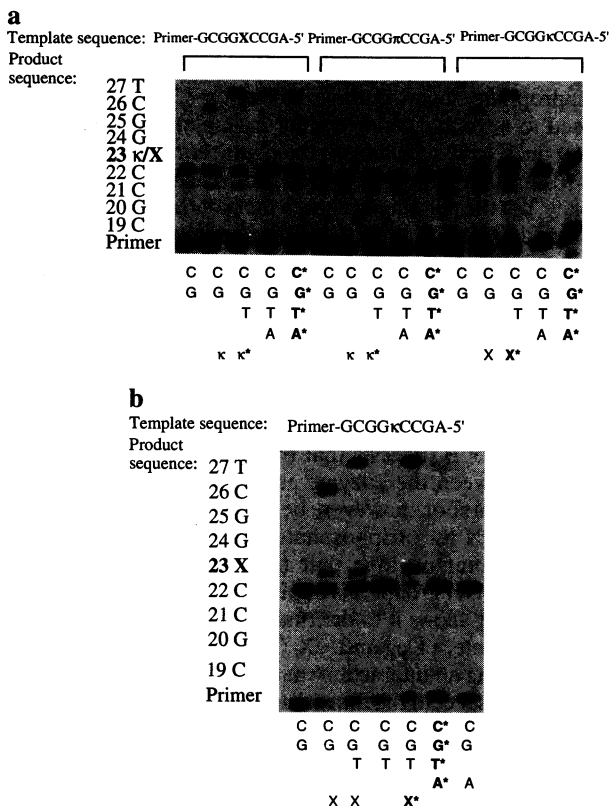 a
Template sequence: Primer-GCGGXCCGA-5' Primer-GCGGπCCGA-5' Primer-GCGGκCCGA-5'
Product
sequence:
27 T
26 C
25 G
24 G
23 κ/X
22 C
21 C
20 G
19 C
Primer
C C C C C* C C C C C* C C C C C*
G G G G G* G G G G G* G G G G G*
T T T* T T T* T T T*
A A* A A* A A*
κ κ* κ κ* X X*
b
Template sequence: Primer-GCGGκCCGA-5'
Product
sequence:
27 T
26 C
25 G
24 G
23 X
22 C
21 C
20 G
19 C
Primer
C C C C C C* C
G G G G G G* G
T T T T*
A* A
X X X*